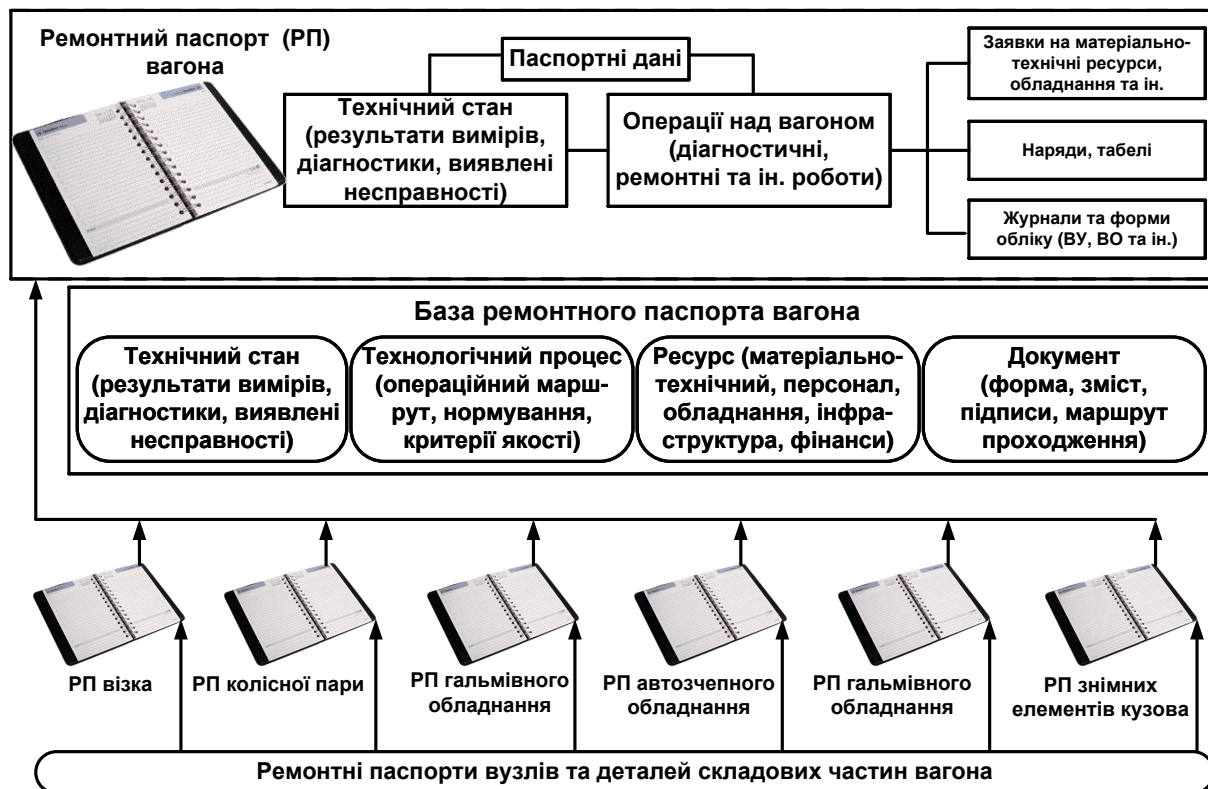 Ремонтний паспорт (РП)
вагона
Паспортні дані
Технічний стан
(результати вимірів,
діагностики, виявлені
несправності)
Операції над вагоном
(діагностичні,
ремонтні та ін. роботи)
Заявки на матеріально-
технічні ресурси,
обладнання та ін.
Наряди, табелі
Журнали та форми
обліку (ВУ, ВО та ін.)
База ремонтного паспорта вагона
Технічний стан
(результати вимірів,
діагностики, виявлені
несправності)
Технологічний процес
(операційний марш-
рут, нормування,
критерії якості)
Ресурс (матеріально-
технічний, персонал,
обладнання, інфра-
структура, фінанси)
Документ
(форма, зміст,
підписи, маршрут
проходження)
РП візка
РП колісної пари
РП гальмівного
обладнання
РП автозчепного
обладнання
РП гальмівного
обладнання
РП знімних
елементів кузова
Ремонтні паспорти вузлів та деталей складових частин вагона